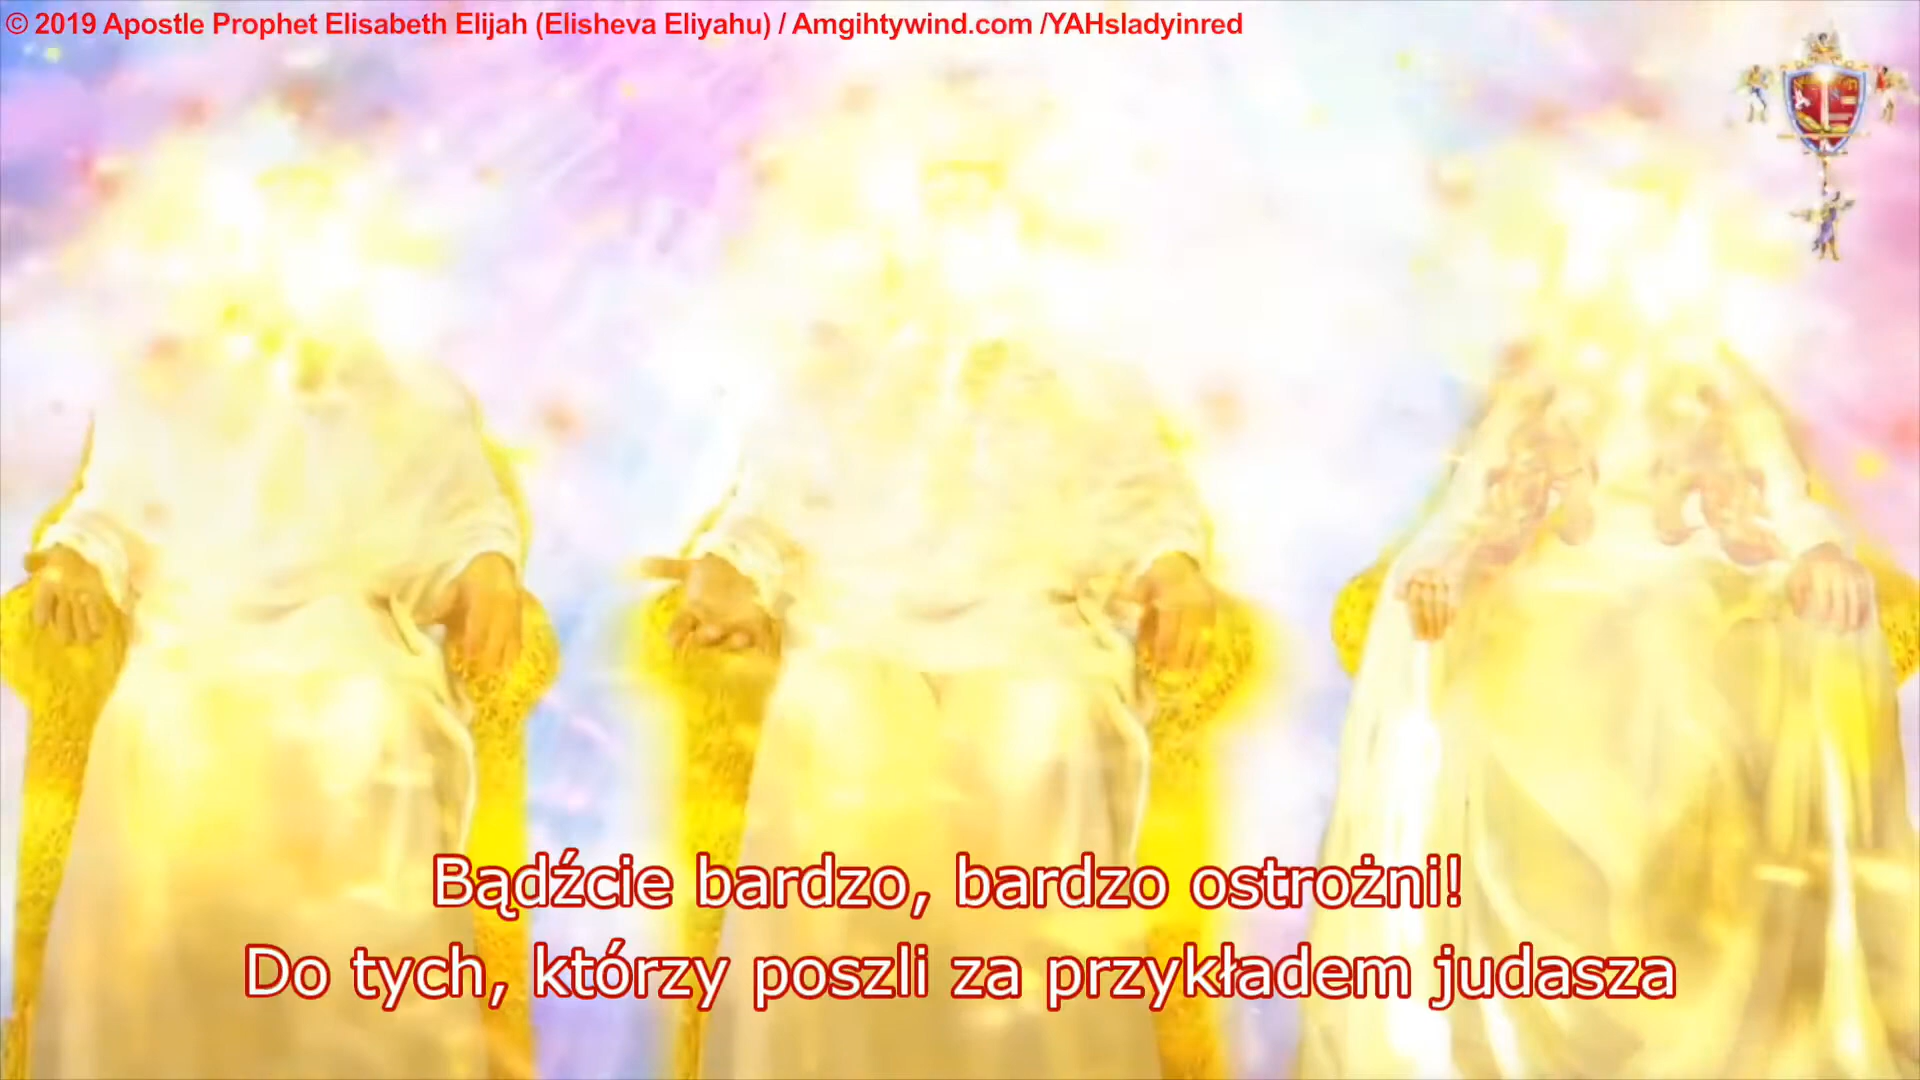 © 2019 Apostle Prophet Elisabeth Elijah (Elisheva Eliyahu) / Amgihtywind.com /YAHsladyinred
Bądźcie bardzo, bardzo ostrożni!
Do tych, którzy poszli za przykładem judasza